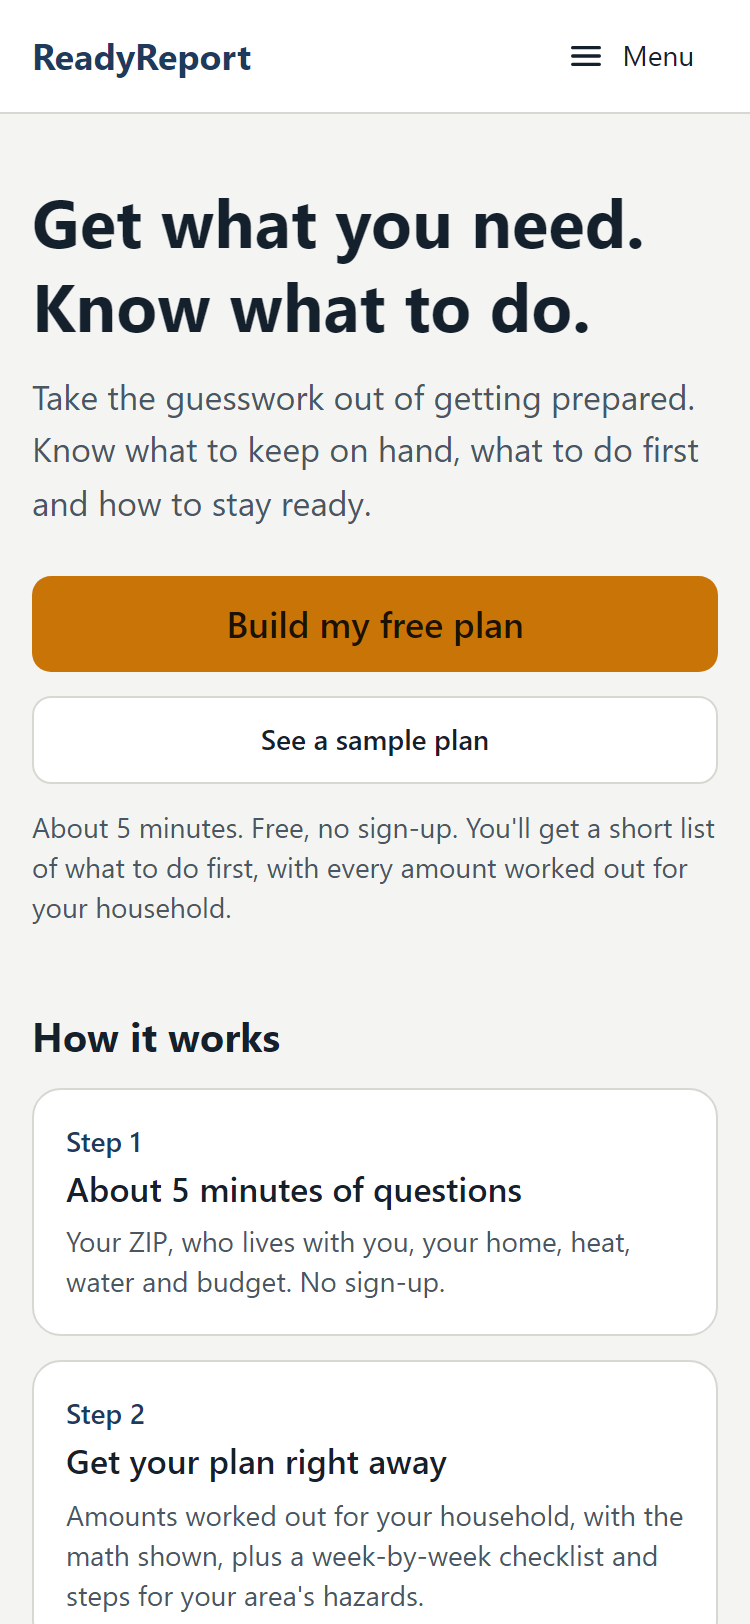 ReadyReport
Menu
Get what you need.
Know what to do.
Take the guesswork out of getting prepared.
Know what to keep on hand, what to do first
and how to stay ready.
Build my free plan
See a sample plan
About 5 minutes. Free, no sign-up. You'll get a short list
of what to do first, with every amount worked out for
your household.
How it works
Step 1
About 5 minutes of questions
Your ZIP, who lives with you, your home, heat,
water and budget. No sign-up.
Step 2
Get your plan right away
Amounts worked out for your household, with the
math shown, plus a week-by-week checklist and
steps for your area's hazards.